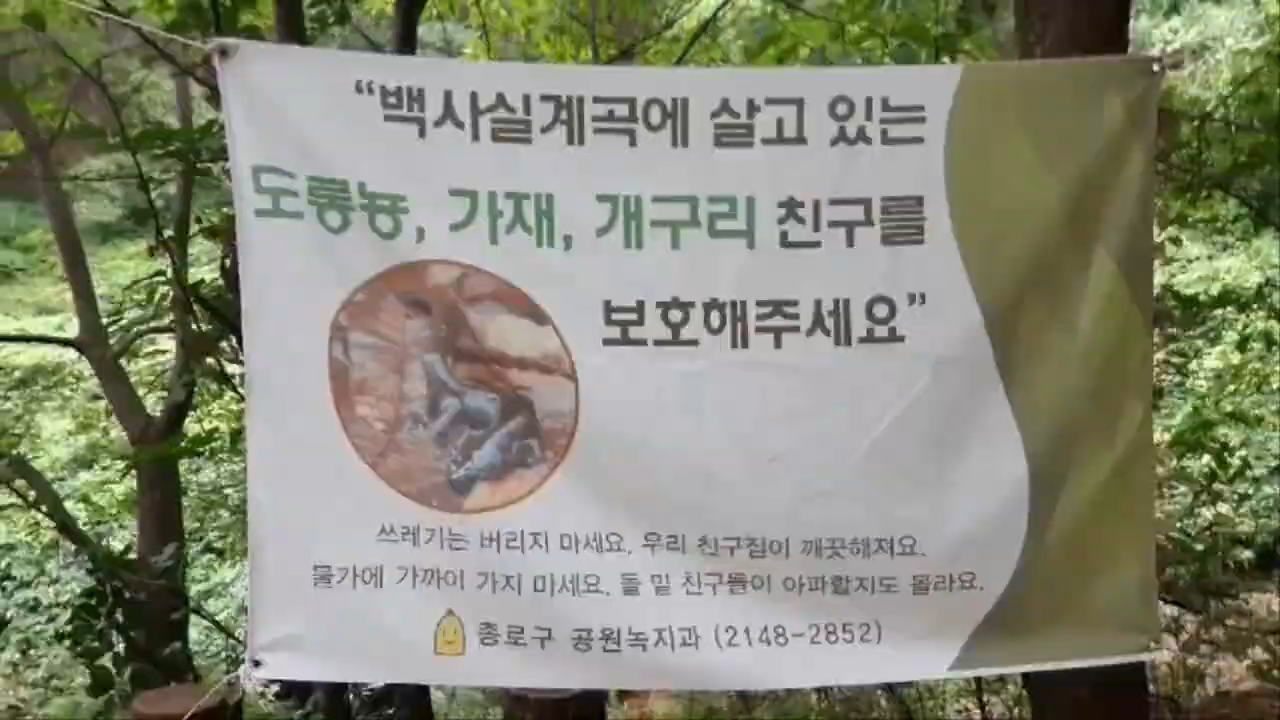 “백사실계곡에 살고 있는
도롱뇽, 가재, 개구리 친구를
보호해주세요”
쓰레기는 버리지 마세요. 우리 친구집이 깨끗해져요.
물가에 가까이 가지 마세요. 돌 밑 친구들이 아파할지도 몰라요.
종로구 공원녹지과 (2148-2852)